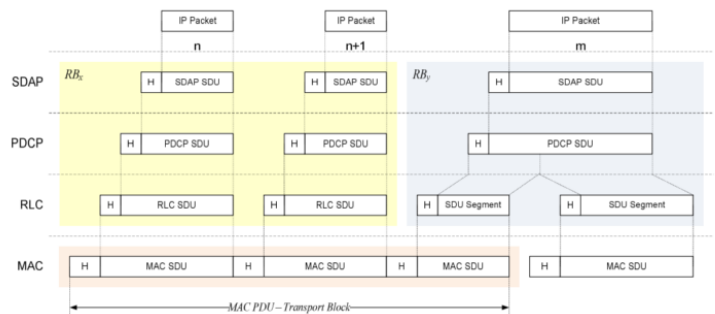 IP Packet IP Packet IP Packet
n n+1 m
SDAP RBx H SDAP SDU H SDAP SDU RBy H SDAP SDU
PDCP H PDCP SDU H PDCP SDU H PDCP SDU
RLC H RLC SDU H RLC SDU H SDU Segment H SDU Segment
MAC H MAC SDU H MAC SDU H MAC SDU H MAC SDU
MAC PDU – Transport Block